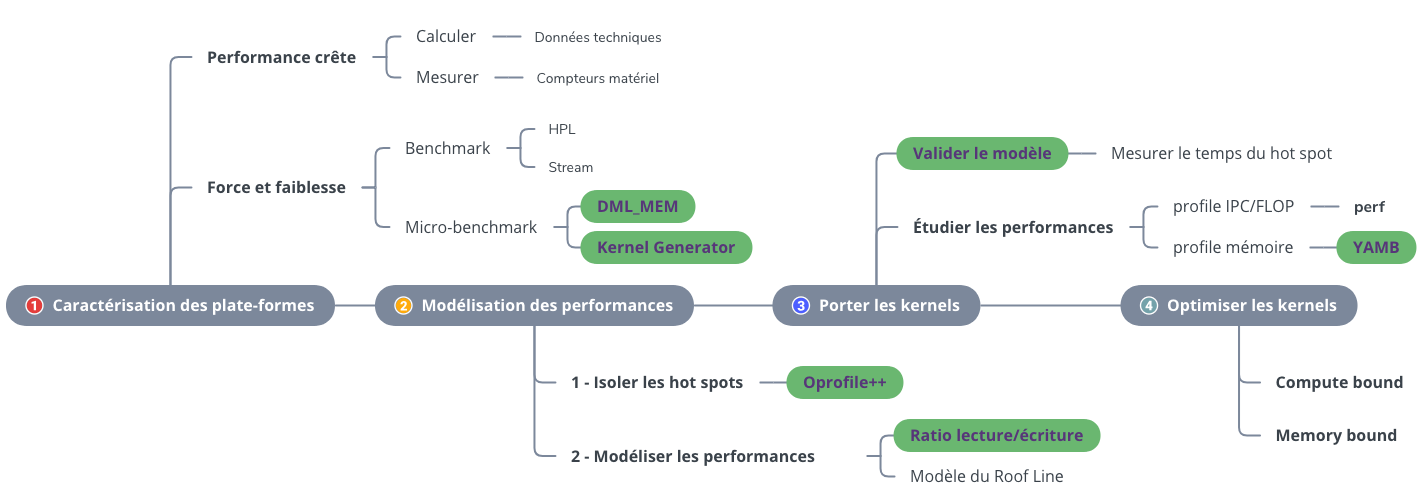 Performance crête
Calculer
Données techniques
Mesurer
Compteurs matériel
Force et faiblesse
Benchmark
HPL
Stream
Micro-benchmark
DML_MEM
Kernel Generator
Valider le modèle
Mesurer le temps du hot spot
Étudier les performances
profile IPC/FLOP
perf
profile mémoire
YAMB
1 Caractérisation des plate-formes
2 Modélisation des performances
3 Porter les kernels
4 Optimiser les kernels
1 - Isoler les hot spots
Oprofile++
2 - Modéliser les performances
Ratio lecture/écriture
Modèle du Roof Line
Compute bound
Memory bound